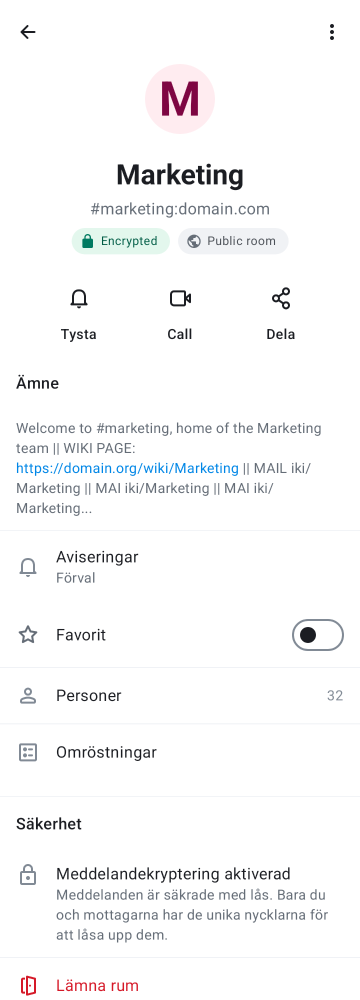 M
Marketing
#marketing:domain.com
Encrypted
Public room
Tysta
Call
Dela
Ämne
Welcome to #marketing, home of the Marketing
team || WIKI PAGE:
https://domain.org/wiki/Marketing || MAIL iki/
Marketing || MAI iki/Marketing || MAI iki/
Marketing...
Aviseringar
Förval
Favorit
Personer
32
Omröstningar
Säkerhet
Meddelandekryptering aktiverad
Meddelanden är säkrade med lås. Bara du
och mottagarna har de unika nycklarna för
att låsa upp dem.
Lämna rum